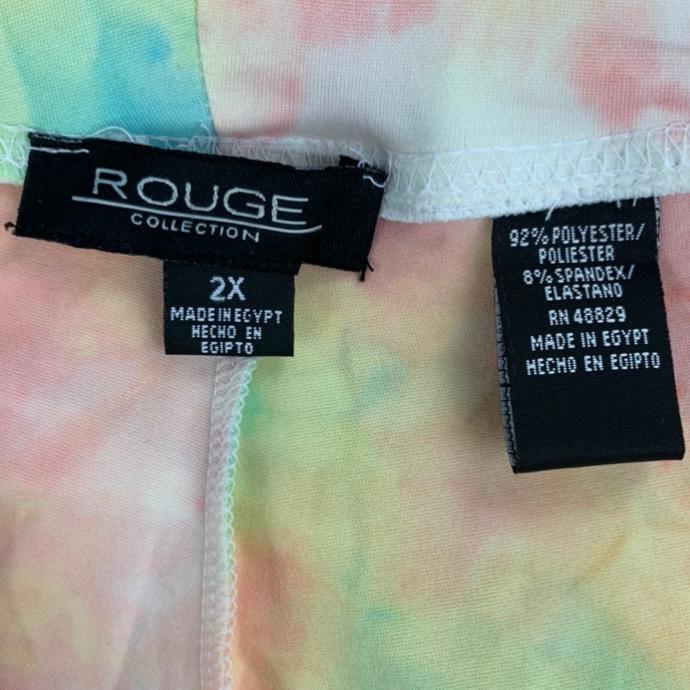 ROUGE
COLLECTION
2X
MADE IN EGYPT
HECHO EN
EGIPTO
92% POLYESTER/
POLIESTER
8% SPANDEX/
ELASTANO
RN 48829
MADE IN EGYPT
HECHO EN EGIPTO